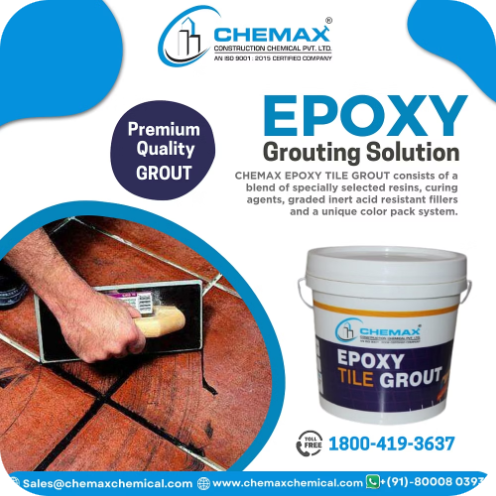 CHEMAX®
CONSTRUCTION CHEMICAL PVT. LTD.
AN ISO 9001 : 2015 CERTIFIED COMPANY
Premium
Quality
GROUT
EPOXY
Grouting Solution
CHEMAX EPOXY TILE GROUT consists of a
blend of specially selected resins, curing
agents, graded inert acid resistant fillers
and a unique color pack system.
CHEMAX
CONSTRUCTION CHEMICAL PVT. LTD.
EPOXY
TILE GROUT
TOLL
FREE
1800-419-3637
Sales@chemaxchemical.com
www.chemaxchemical.com
+(91)-80008 0393